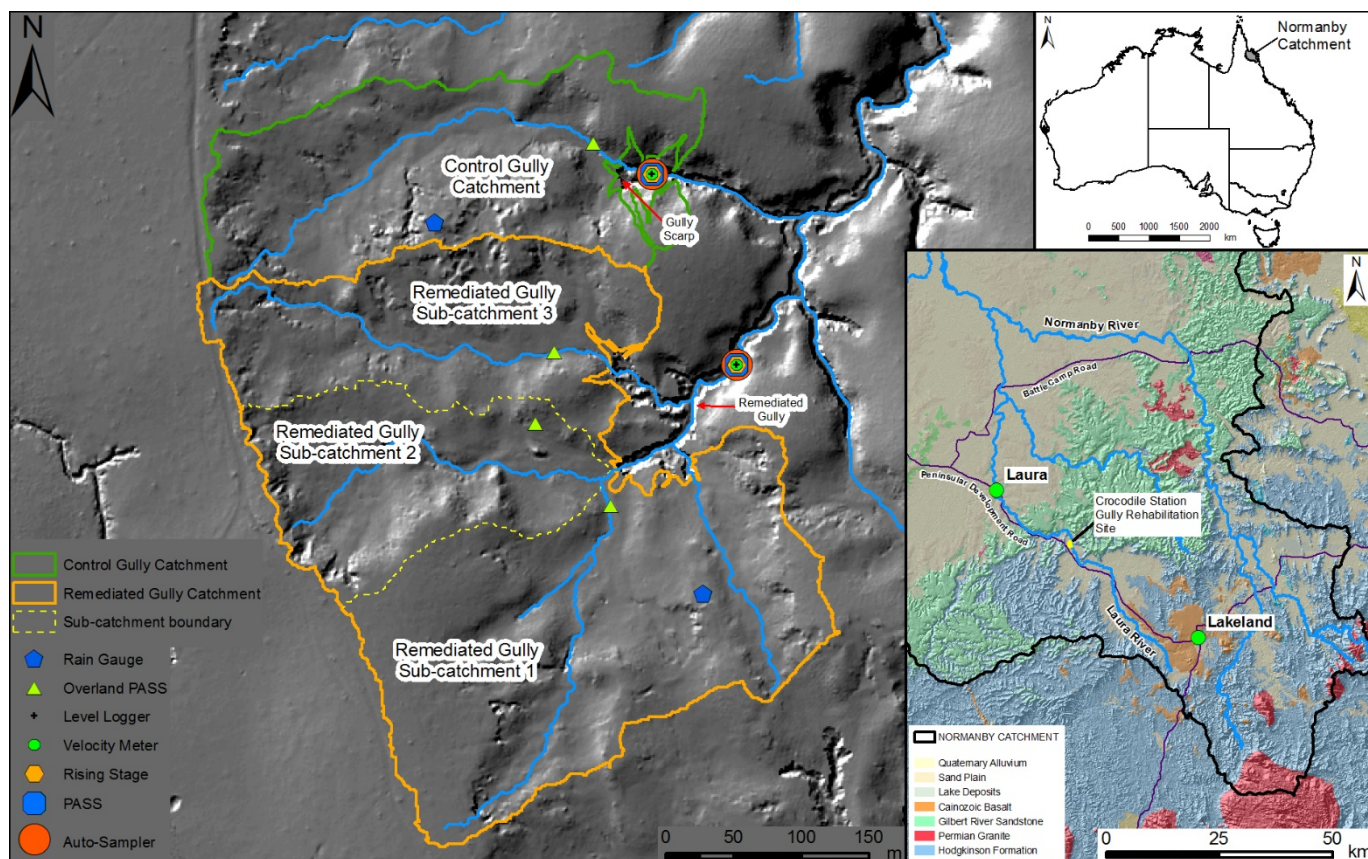 N
Control Gully
Catchment
Gully
Scarp
Remediated Gully
Sub-catchment 3
Remediated
Gully
Remediated Gully
Sub-catchment 2
Remediated Gully
Sub-catchment 1
Control Gully Catchment
Remediated Gully Catchment
Sub-catchment boundary
Rain Gauge
Overland PASS
Level Logger
Velocity Meter
Rising Stage
PASS
Auto-Sampler
0 50 100 150
m
N
Normanby
Catchment
0 500 1000 1500 2000
km
N
Normanby River
Battle Camp Road
Laura
Peninsular Development Road
Crocodile Station
Gully Rehabilitation
Site
Laura River
Lakeland
NORMANBY CATCHMENT
Quaternary Alluvium
Sand Plain
Lake Deposits
Cainozoic Basalt
Gilbert River Sandstone
Permian Granite
Hodgkinson Formation
0 25 50
km